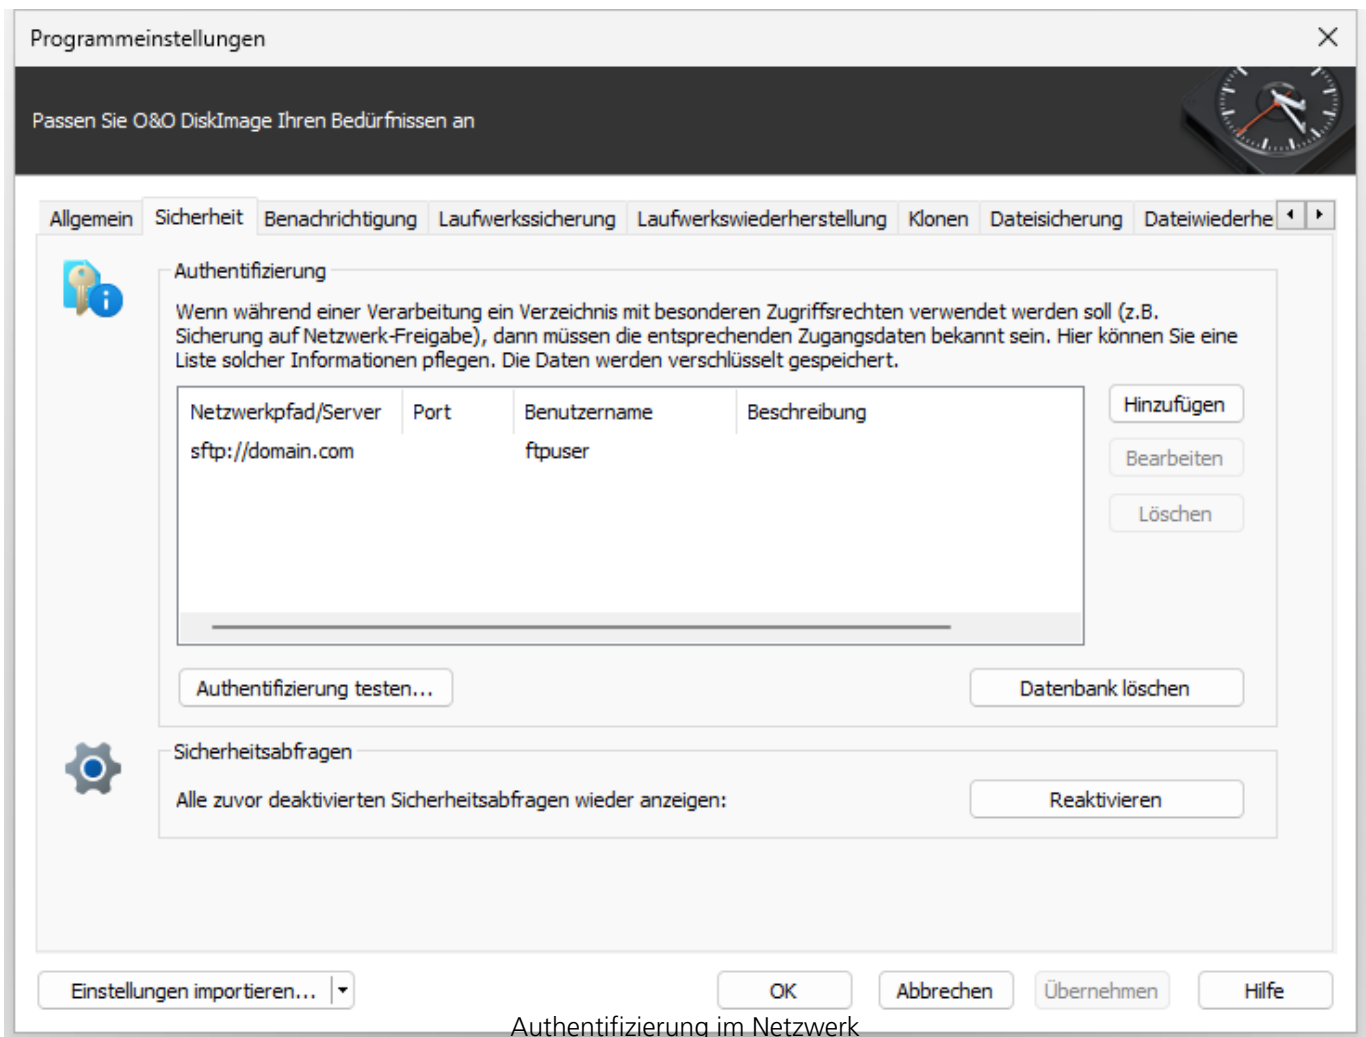 Programmeinstellungen
Passen Sie O&O DiskImage Ihren Bedürfnissen an
Allgemein Sicherheit Benachrichtigung Laufwerkssicherung Laufwerkswiederherstellung Klonen Dateisicherung Dateiwiederhe
Authentifizierung
Wenn während einer Verarbeitung ein Verzeichnis mit besonderen Zugriffsrechten verwendet werden soll (z.B.
Sicherung auf Netzwerk-Freigabe), dann müssen die entsprechenden Zugangsdaten bekannt sein. Hier können Sie eine
Liste solcher Informationen pflegen. Die Daten werden verschlüsselt gespeichert.
Netzwerkpfad/Server Port Benutzername Beschreibung
sftp://domain.com ftpuser
Hinzufügen
Bearbeiten
Löschen
Authentifizierung testen... Datenbank löschen
Sicherheitsabfragen
Alle zuvor deaktivierten Sicherheitsabfragen wieder anzeigen: Reaktivieren
Einstellungen importieren... OK Abbrechen Übernehmen Hilfe
Authentifizierung im Netzwerk